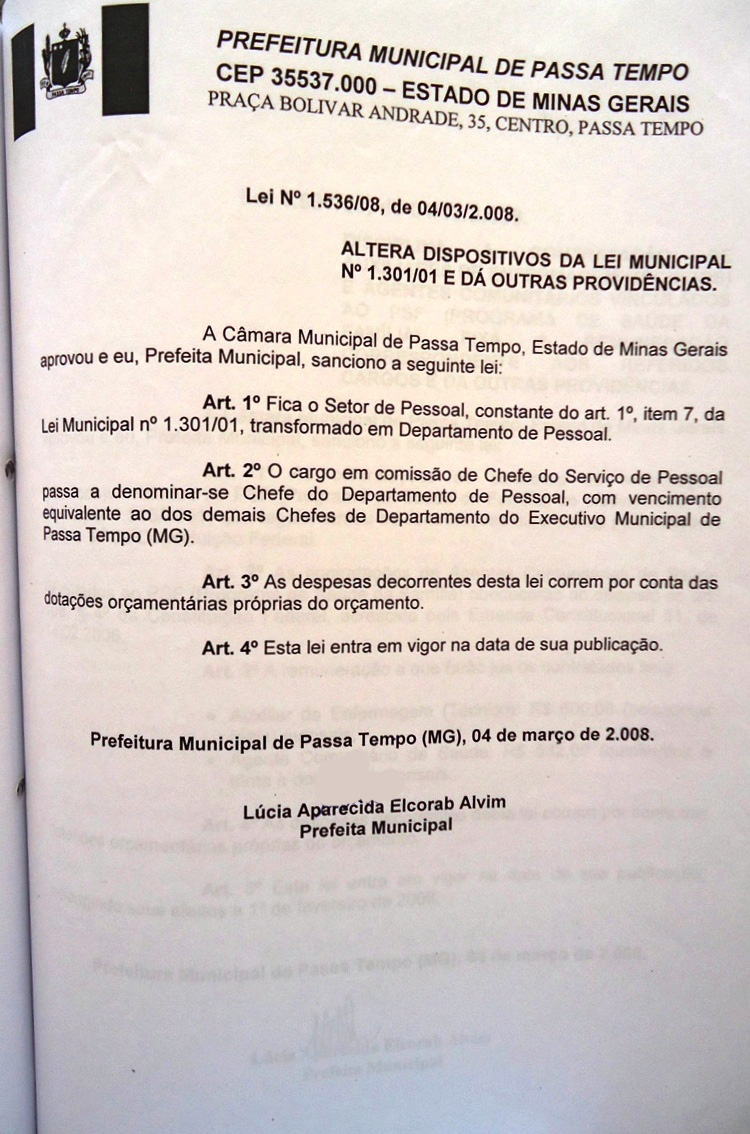 PREFEITURA MUNICIPAL DE PASSA TEMPO
CEP 35537.000 – ESTADO DE MINAS GERAIS
PRAÇA BOLIVAR ANDRADE, 35, CENTRO, PASSA TEMPO
PASSA TEMPO
Lei Nº 1.536/08, de 04/03/2.008.
ALTERA DISPOSITIVOS DA LEI MUNICIPAL
Nº 1.301/01 E DÁ OUTRAS PROVIDÊNCIAS.
A Câmara Municipal de Passa Tempo, Estado de Minas Gerais
aprovou e eu, Prefeita Municipal, sanciono a seguinte lei:
Art. 1º Fica o Setor de Pessoal, constante do art. 1º, item 7, da
Lei Municipal nº 1.301/01, transformado em Departamento de Pessoal.
Art. 2º O cargo em comissão de Chefe do Serviço de Pessoal
passa a denominar-se Chefe do Departamento de Pessoal, com vencimento
equivalente ao dos demais Chefes de Departamento do Executivo Municipal de
Passa Tempo (MG).
Art. 3º As despesas decorrentes desta lei correm por conta das
dotações orçamentárias próprias do orçamento.
Art. 4º Esta lei entra em vigor na data de sua publicação.
Prefeitura Municipal de Passa Tempo (MG), 04 de março de 2.008.
Lúcia Aparecida Elcorab Alvim
Prefeita Municipal